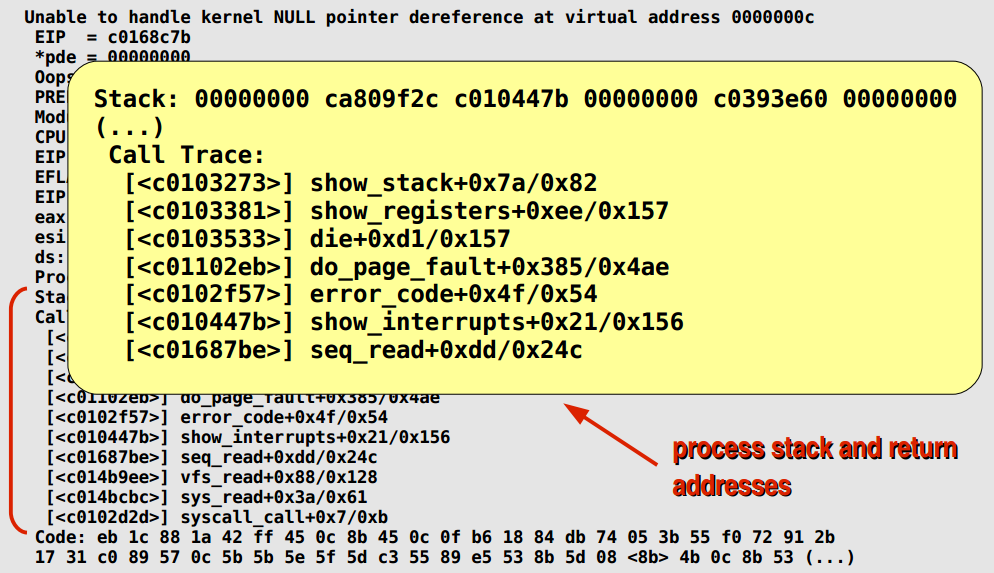 Unable to handle kernel NULL pointer dereference at virtual address 0000000c
EIP  = c0168c7b
*pde = 00000000
Oops
PRE
Mod
CPU
EIP
EFL
EIP
eax
esi
ds:
Pro
Sta
Cal
[<
[<
[<c
Stack: 00000000 ca809f2c c010447b 00000000 c0393e60 00000000
(...)
Call Trace:
[<c0103273>] show_stack+0x7a/0x82
[<c0103381>] show_registers+0xee/0x157
[<c0103533>] die+0xd1/0x157
[<c01102eb>] do_page_fault+0x385/0x4ae
[<c0102f57>] error_code+0x4f/0x54
[<c010447b>] show_interrupts+0x21/0x156
[<c01687be>] seq_read+0xdd/0x24c
[<c01102eb>] do_page_fault+0x385/0x4ae
[<c0102f57>] error_code+0x4f/0x54
[<c010447b>] show_interrupts+0x21/0x156
[<c01687be>] seq_read+0xdd/0x24c
[<c014b9ee>] vfs_read+0x88/0x128
[<c014bcbc>] sys_read+0x3a/0x61
[<c0102d2d>] syscall_call+0x7/0xb
Code: eb 1c 88 1a 42 ff 45 0c 8b 45 0c 0f b6 18 84 db 74 05 3b 55 f0 72 91 2b
17 31 c0 89 57 0c 5b 5b 5e 5f 5d c3 55 89 e5 53 8b 5d 08 <8b> 4b 0c 8b 53 (...)
process stack and return
addresses